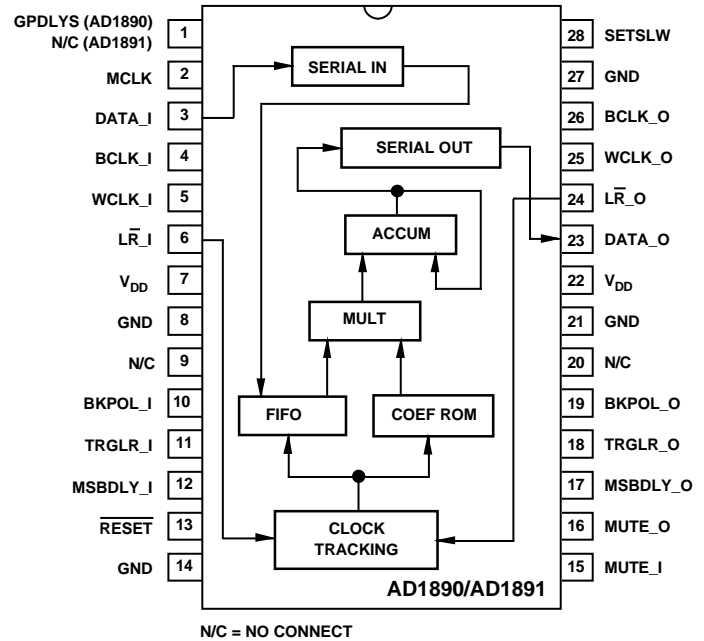 GPDLYS (AD1890)
N/C (AD1891)
1
28 SETSLW
MCLK 2
SERIAL IN
27 GND
DATA_I 3
26 BCLK_O
BCLK_I 4
SERIAL OUT
25 WCLK_O
WCLK_I 5
24 LR̅_O
LR̅_I 6
ACCUM
23 DATA_O
VDD 7
22 VDD
GND 8
MULT
21 GND
N/C 9
20 N/C
BKPOL_I 10
FIFO
COEF ROM
19 BKPOL_O
TRGLR_I 11
18 TRGLR_O
MSBDLY_I 12
17 MSBDLY_O
R̅E̅S̅E̅T̅ 13
CLOCK
TRACKING
16 MUTE_O
GND 14
15 MUTE_I
AD1890/AD1891
N/C = NO CONNECT